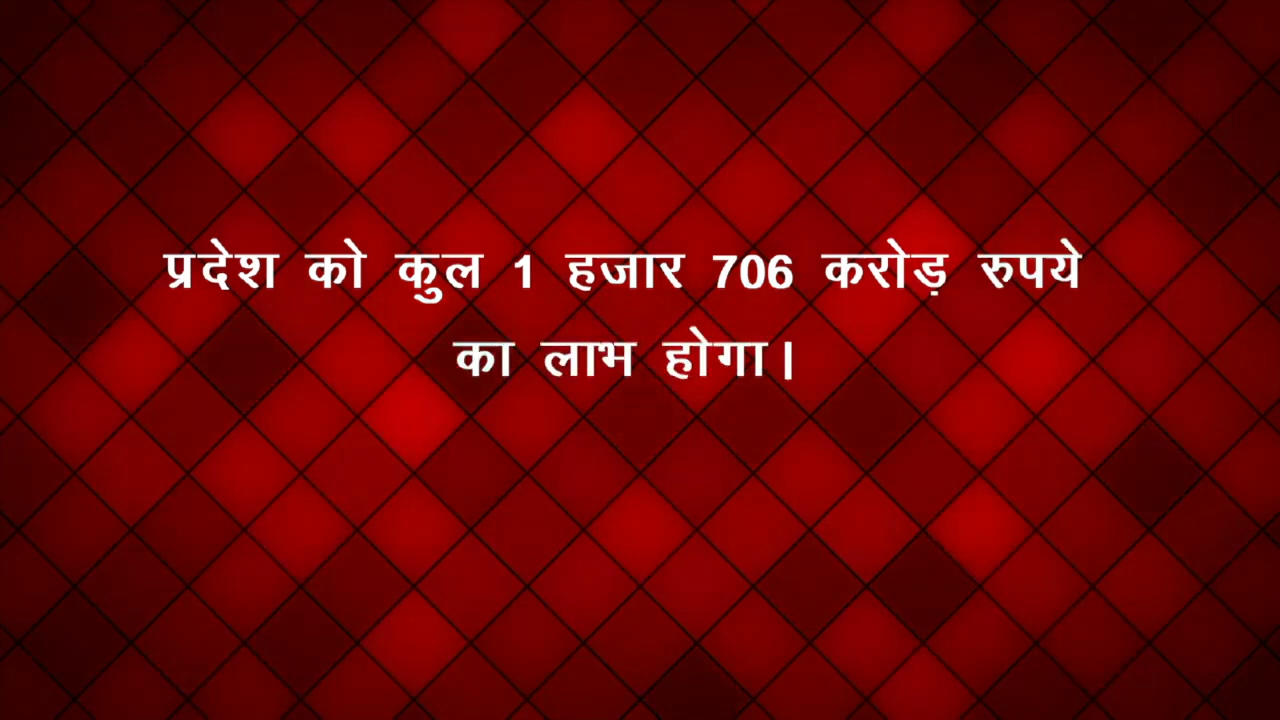 प्रदेश को कुल 1 हजार 706 करोड़ रुपये
का लाभ होगा।